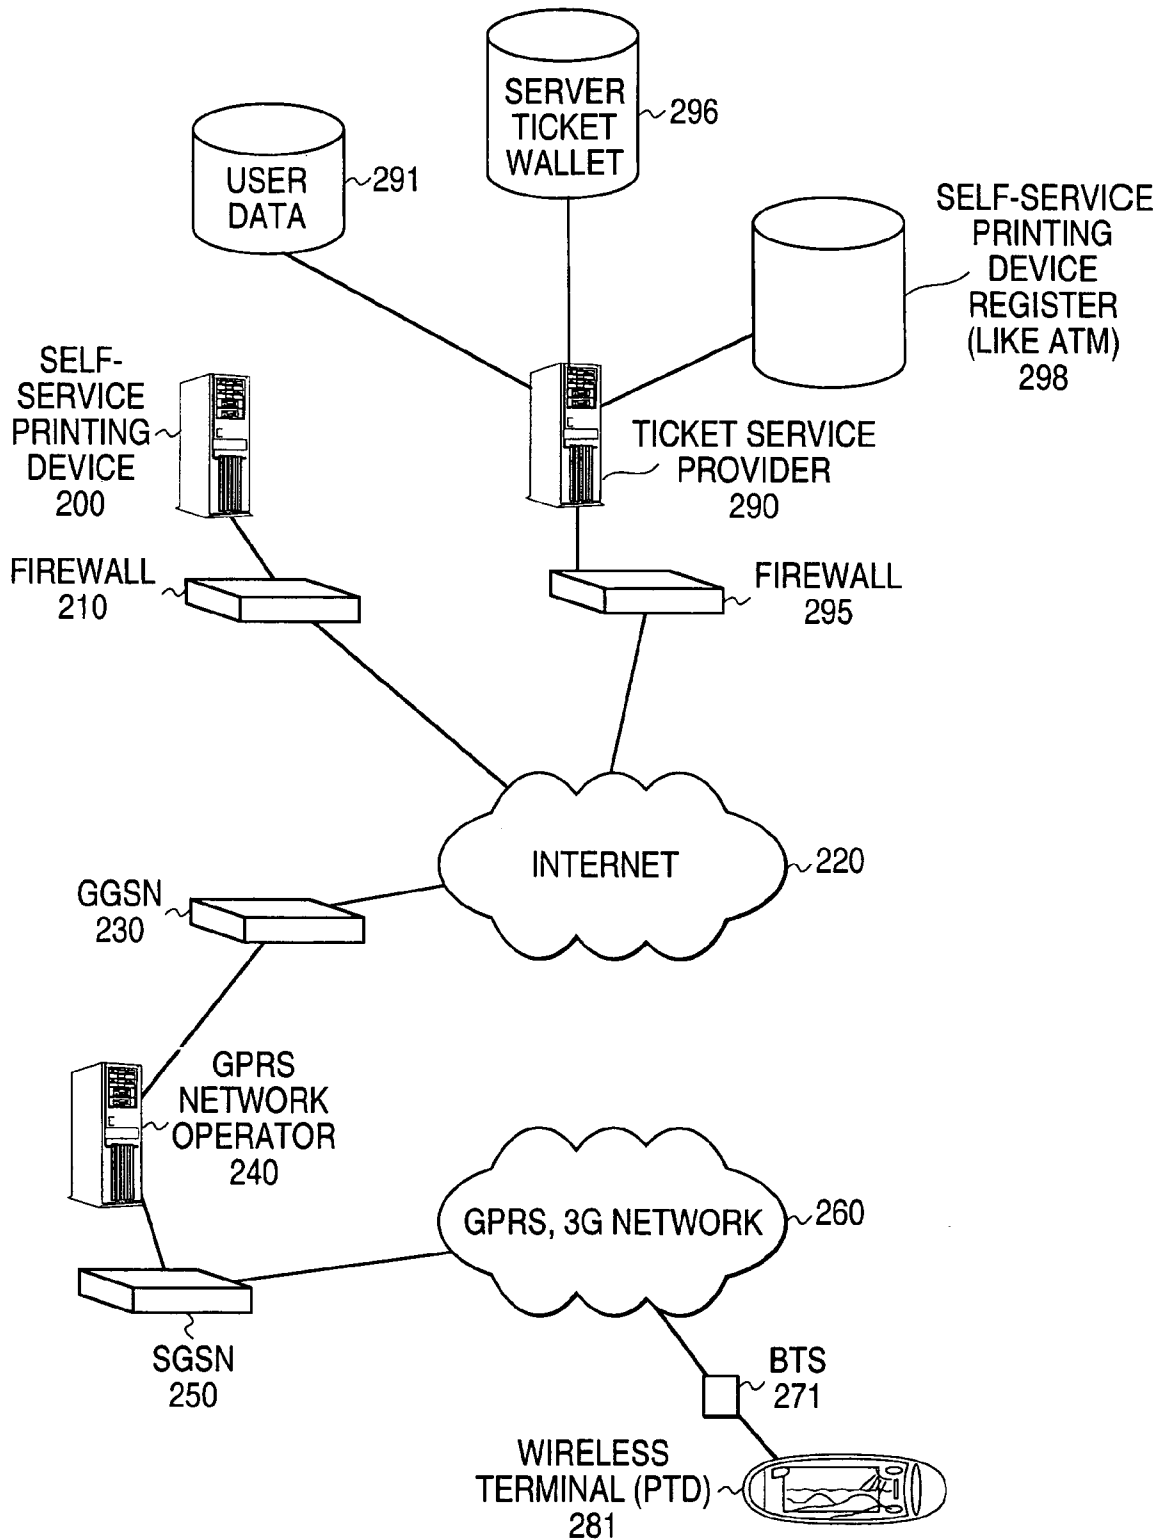 SERVER
TICKET
WALLET
296
USER
DATA
291
SELF-SERVICE
PRINTING
DEVICE
REGISTER
(LIKE ATM)
298
SELF-
SERVICE
PRINTING
DEVICE
200
TICKET SERVICE
PROVIDER
290
FIREWALL
210
FIREWALL
295
INTERNET
220
GGSN
230
GPRS
NETWORK
OPERATOR
240
GPRS, 3G NETWORK
260
SGSN
250
BTS
271
WIRELESS
TERMINAL (PTD)
281